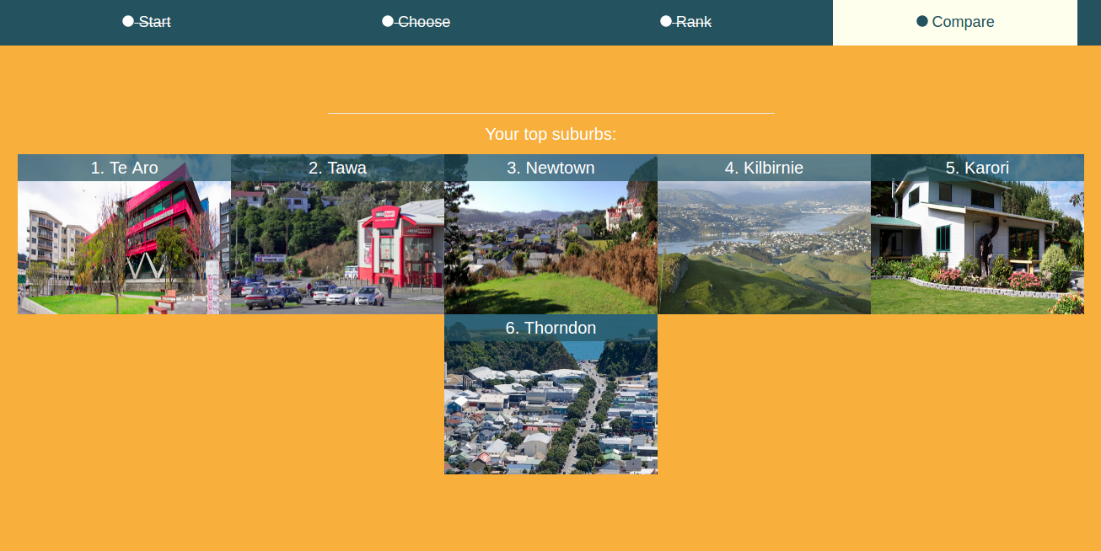 Start
Choose
Rank
Compare
Your top suburbs:
1. Te Aro
2. Tawa
3. Newtown
4. Kilbirnie
5. Karori
6. Thorndon